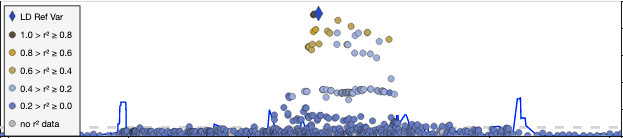 LD Ref Var
1.0 > r² ≥ 0.8
0.8 > r² ≥ 0.6
0.6 > r² ≥ 0.4
0.4 > r² ≥ 0.2
0.2 > r² ≥ 0.0
no r² data